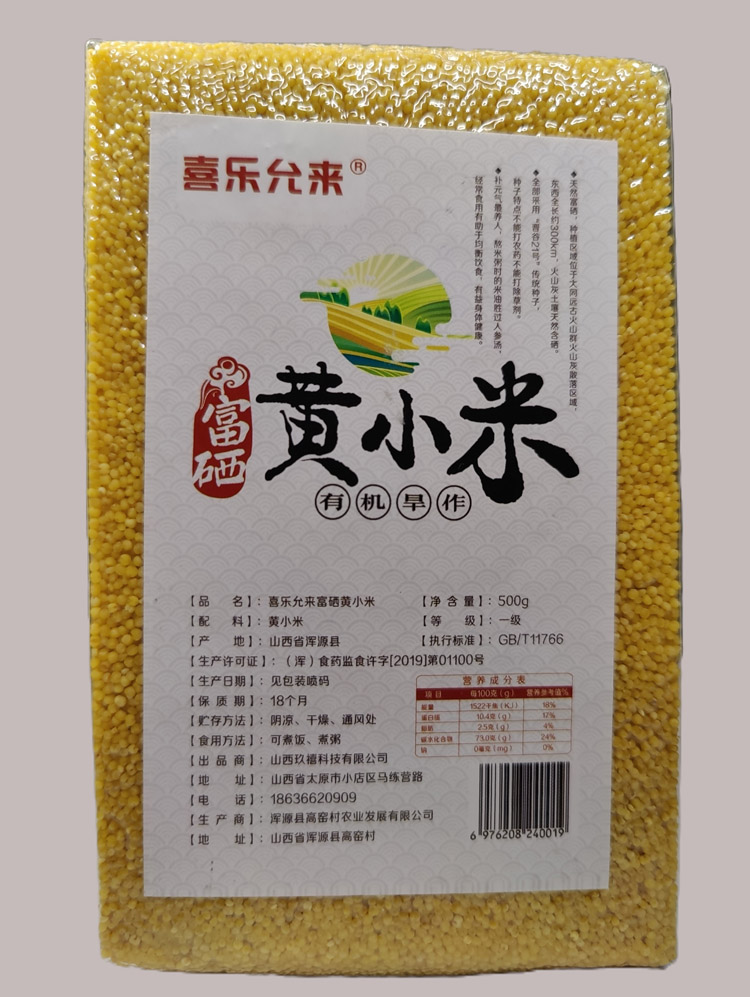 喜乐允来®
天然富硒，种植区域位于大同远古火山群火山灰散落区域，
东西全长约300km，火山灰土壤天然含硒。
全部采用“晋谷21号”传统种子，
种子特点不能打农药不能打除草剂。
补元气最养人，熬米粥时的米油胜过人参汤，
经常食用有助于均衡饮食，有益身体健康。
富硒
黄小米
有机旱作
【品 名】：喜乐允来富硒黄小米 【净含量】：500g
【配 料】：黄小米 【等 级】：一级
【产 地】：山西省浑源县 【执行标准】：GB/T11766
【生产许可证】：（浑）食药监食许字[2019]第01100号
【生产日期】：见包装喷码
【保质期】：18个月
【贮存方法】：阴凉、干燥、通风处
【食用方法】：可煮饭、煮粥
【出品商】：山西玖禧科技有限公司
【地 址】：山西省太原市小店区马练营路
【电 话】：18636620909
【生产商】：浑源县高窑村农业发展有限公司
【地 址】：山西省浑源县高窑村
营养成分表
项目 每100克(g) 营养参考值%
能量 1522千焦(KJ) 18%
蛋白质 10.4克(g) 17%
脂肪 2.5克(g) 4%
碳水化合物 73.0克(g) 24%
钠 0毫克(mg) 0%
6 976208 240019